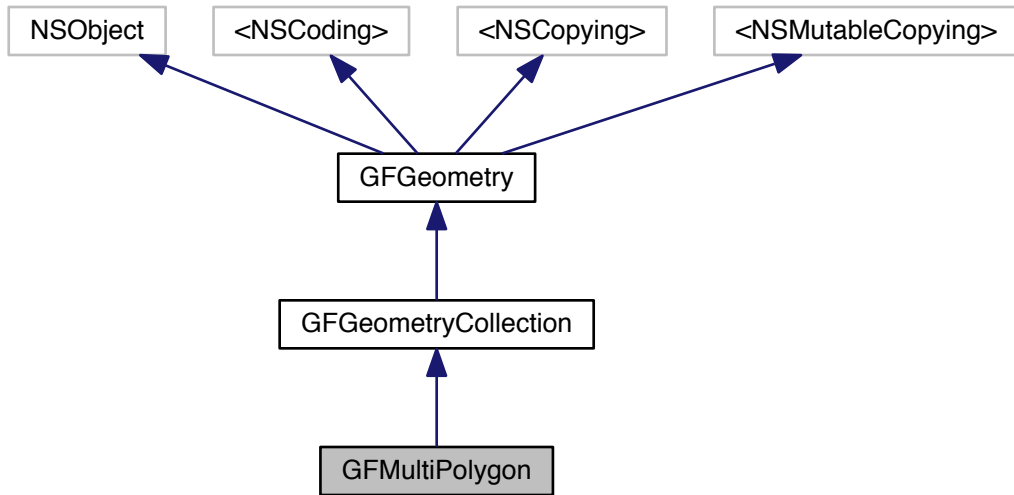 NSObject
<NSCoding>
<NSCopying>
<NSMutableCopying>
GFGeometry
GFGeometryCollection
GFMultiPolygon